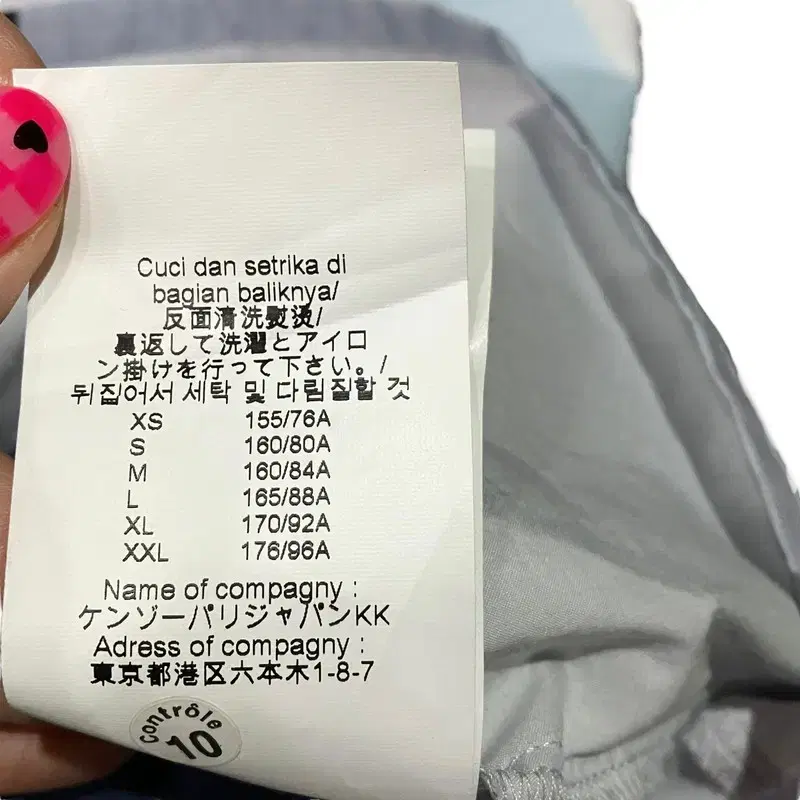 Cuci dan setrika di
bagian baliknya/
反面清洗熨烫/
裏返して洗濯とアイロ
ン掛けを行って下さい。/
뒤집어서 세탁 및 다림질할 것
XS 155/76A
S 160/80A
M 160/84A
L 165/88A
XL 170/92A
XXL 176/96A
Name of compagny :
ケンゾーパリジャパンKK
Adress of compagny :
東京都港区六本木1-8-7
Contrôle
10